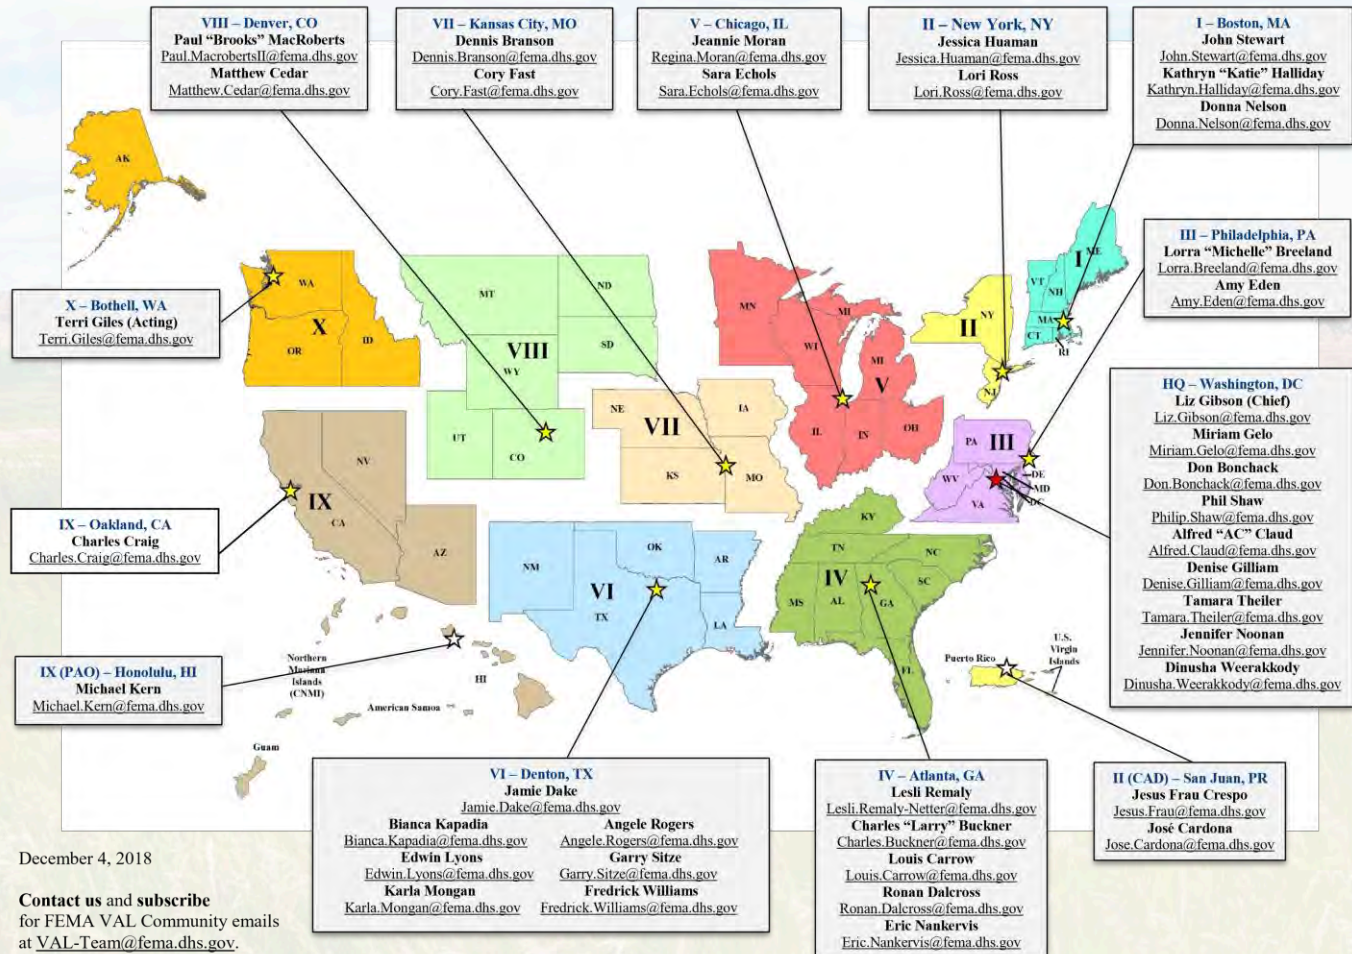 VIII – Denver, CO
Paul “Brooks” MacRoberts
Paul.MacrobertsII@fema.dhs.gov
Matthew Cedar
Matthew.Cedar@fema.dhs.gov
VII – Kansas City, MO
Dennis Branson
Dennis.Branson@fema.dhs.gov
Cory Fast
Cory.Fast@fema.dhs.gov
V – Chicago, IL
Jeannie Moran
Regina.Moran@fema.dhs.gov
Sara Echols
Sara.Echols@fema.dhs.gov
II – New York, NY
Jessica Huaman
Jessica.Huaman@fema.dhs.gov
Lori Ross
Lori.Ross@fema.dhs.gov
I – Boston, MA
John Stewart
John.Stewart@fema.dhs.gov
Kathryn “Katie” Halliday
Kathryn.Halliday@fema.dhs.gov
Donna Nelson
Donna.Nelson@fema.dhs.gov
III – Philadelphia, PA
Lorra “Michelle” Breeland
Lorra.Breeland@fema.dhs.gov
Amy Eden
Amy.Eden@fema.dhs.gov
X – Bothell, WA
Terri Giles (Acting)
Terri.Giles@fema.dhs.gov
HQ – Washington, DC
Liz Gibson (Chief)
Liz.Gibson@fema.dhs.gov
Miriam Gelo
Miriam.Gelo@fema.dhs.gov
Don Bonchack
Don.Bonchack@fema.dhs.gov
Phil Shaw
Philip.Shaw@fema.dhs.gov
Alfred “AC” Claud
Alfred.Claud@fema.dhs.gov
Denise Gilliam
Denise.Gilliam@fema.dhs.gov
Tamara Theiler
Tamara.Theiler@fema.dhs.gov
Jennifer Noonan
Jennifer.Noonan@fema.dhs.gov
Dinusha Weerakkody
Dinusha.Weerakkody@fema.dhs.gov
IX – Oakland, CA
Charles Craig
Charles.Craig@fema.dhs.gov
IX (PAO) – Honolulu, HI
Michael Kern
Michael.Kern@fema.dhs.gov
AK
WA
OR
ID
X
MT
ND
SD
WY
VIII
UT
CO
NE
IA
VII
KS
MO
MN
WI
MI
MI
V
IL
IN
OH
NY
II
NJ
I
ME
VT
NH
MA
CT
RI
PA
III
WV
VA
DE
MD
DC
NV
IX
CA
AZ
NM
OK
AR
VI
TX
LA
KY
TN
NC
IV
SC
MS
AL
GA
FL
Northern
Mariana
Islands
(CNMI)
HI
American Samoa
Guam
Puerto Rico
U.S.
Virgin
Islands
VI – Denton, TX
Jamie Dake
Jamie.Dake@fema.dhs.gov
Bianca Kapadia
Bianca.Kapadia@fema.dhs.gov
Edwin Lyons
Edwin.Lyons@fema.dhs.gov
Karla Mongan
Karla.Mongan@fema.dhs.gov
Angele Rogers
Angele.Rogers@fema.dhs.gov
Garry Sitze
Garry.Sitze@fema.dhs.gov
Fredrick Williams
Fredrick.Williams@fema.dhs.gov
IV – Atlanta, GA
Lesli Remaly
Lesli.Remaly-Netter@fema.dhs.gov
Charles “Larry” Buckner
Charles.Buckner@fema.dhs.gov
Louis Carrow
Louis.Carrow@fema.dhs.gov
Ronan Dalcross
Ronan.Dalcross@fema.dhs.gov
Eric Nankervis
Eric.Nankervis@fema.dhs.gov
II (CAD) – San Juan, PR
Jesus Frau Crespo
Jesus.Frau@fema.dhs.gov
José Cardona
Jose.Cardona@fema.dhs.gov
December 4, 2018
Contact us and subscribe
for FEMA VAL Community emails
at VAL-Team@fema.dhs.gov.